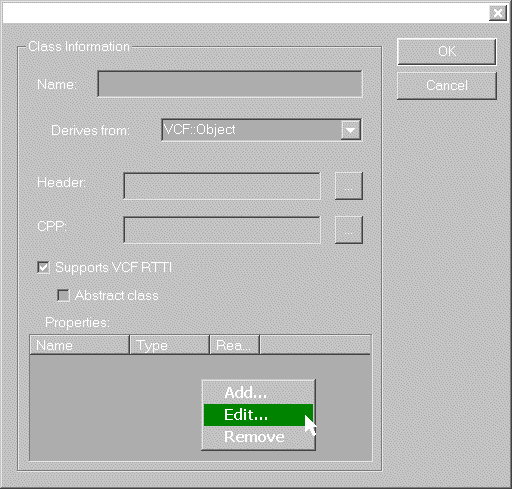 Class Information
OK
Name:
Cancel
Derives from: VCF::Object
Header: ...
CPP: ...
Supports VCF RTTI
Abstract class
Properties:
Name Type Rea...
Add...
Edit...
Remove